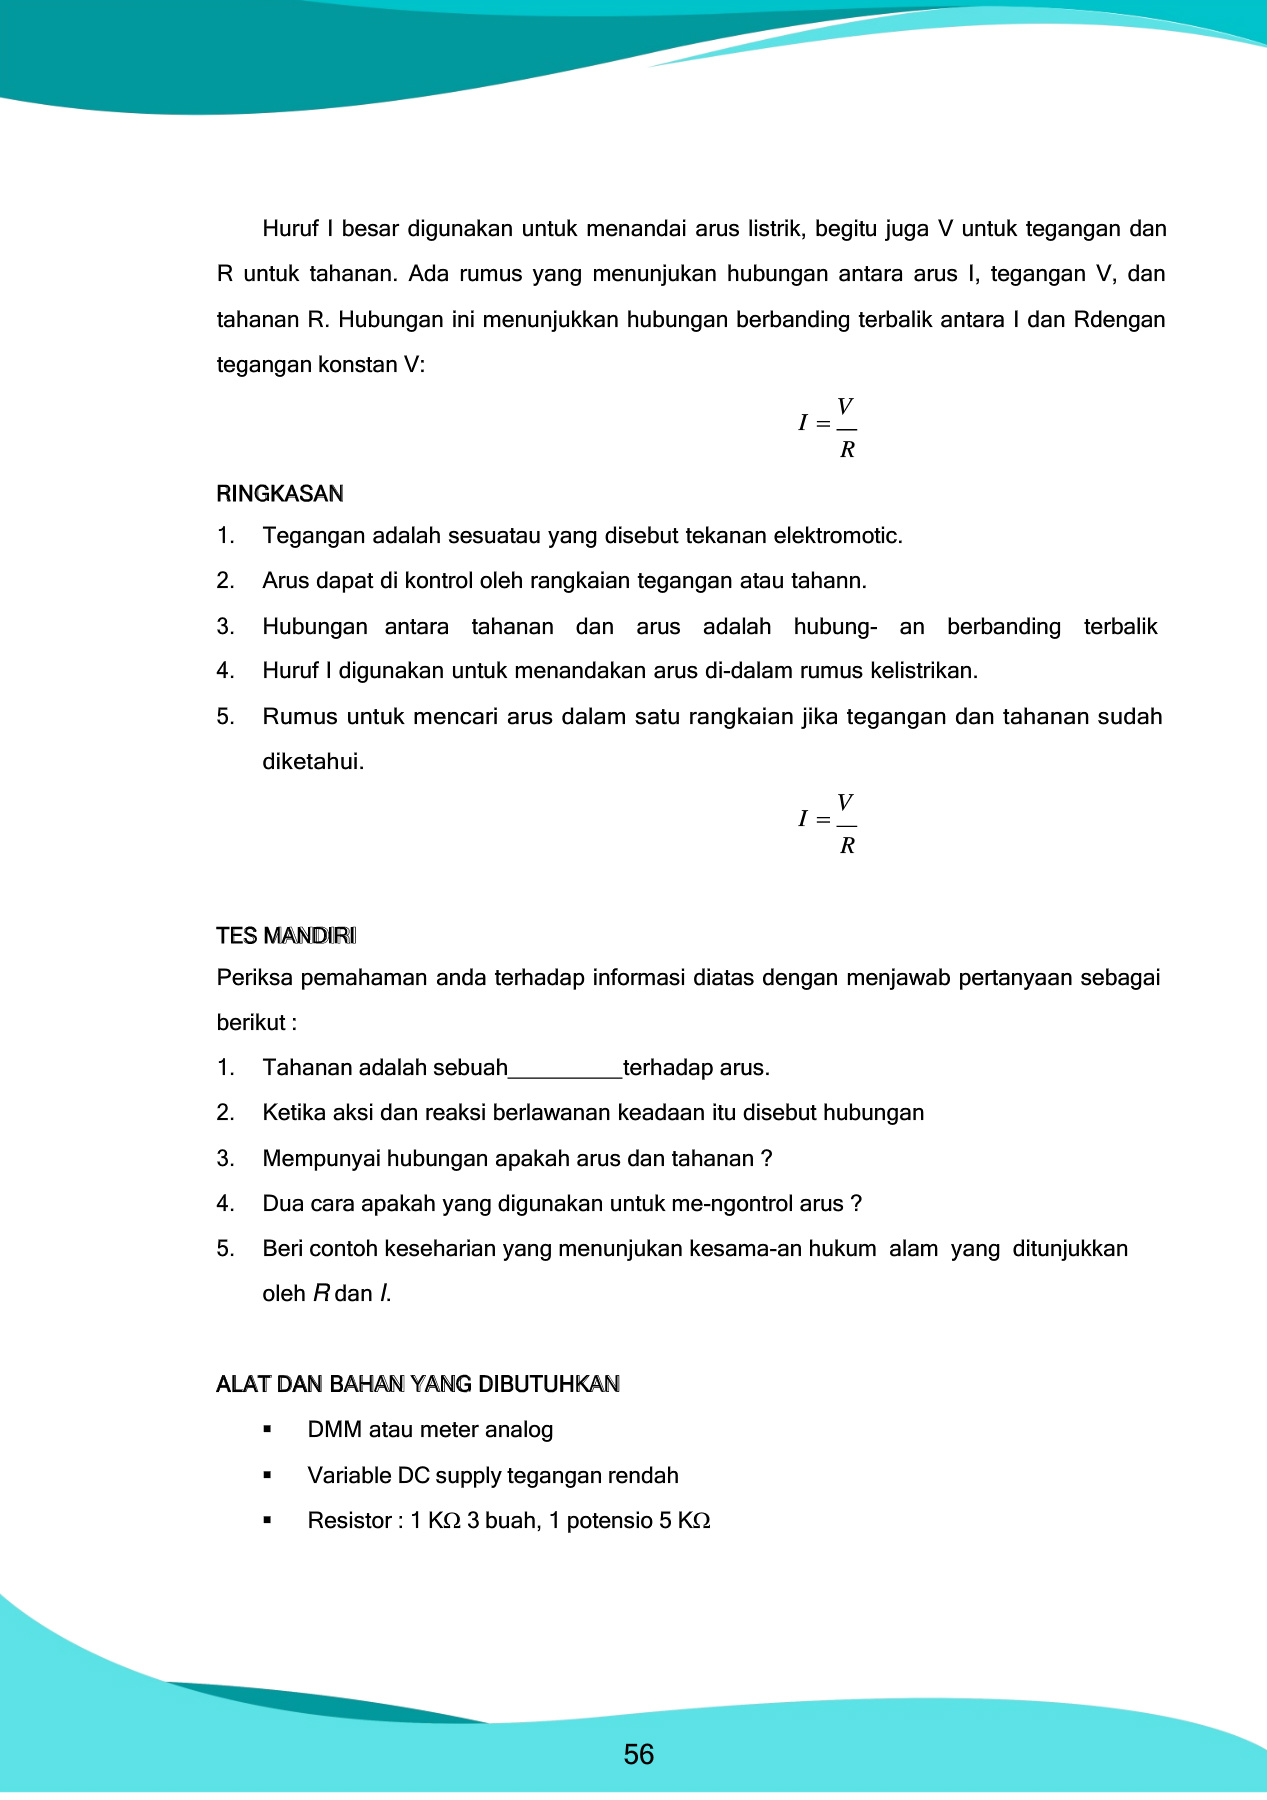 Huruf I besar digunakan untuk menandai arus listrik, begitu juga V untuk tegangan dan
R untuk tahanan. Ada rumus yang menunjukan hubungan antara arus I, tegangan V, dan
tahanan R. Hubungan ini menunjukkan hubungan berbanding terbalik antara I dan Rdengan
tegangan konstan V:
I = V
R
RINGKASAN
1. Tegangan adalah sesuatau yang disebut tekanan elektromotic.
2. Arus dapat di kontrol oleh rangkaian tegangan atau tahann.
3. Hubungan antara tahanan dan arus adalah hubung- an berbanding terbalik
4. Huruf I digunakan untuk menandakan arus di-dalam rumus kelistrikan.
5. Rumus untuk mencari arus dalam satu rangkaian jika tegangan dan tahanan sudah
diketahui.
I = V
R
TES MANDIRI
Periksa pemahaman anda terhadap informasi diatas dengan menjawab pertanyaan sebagai
berikut :
1. Tahanan adalah sebuah_________terhadap arus.
2. Ketika aksi dan reaksi berlawanan keadaan itu disebut hubungan
3. Mempunyai hubungan apakah arus dan tahanan ?
4. Dua cara apakah yang digunakan untuk me-ngontrol arus ?
5. Beri contoh keseharian yang menunjukan kesama-an hukum alam yang ditunjukkan
oleh R dan I.
ALAT DAN BAHAN YANG DIBUTUHKAN
▪ DMM atau meter analog
▪ Variable DC supply tegangan rendah
▪ Resistor : 1 KΩ 3 buah, 1 potensio 5 KΩ
56